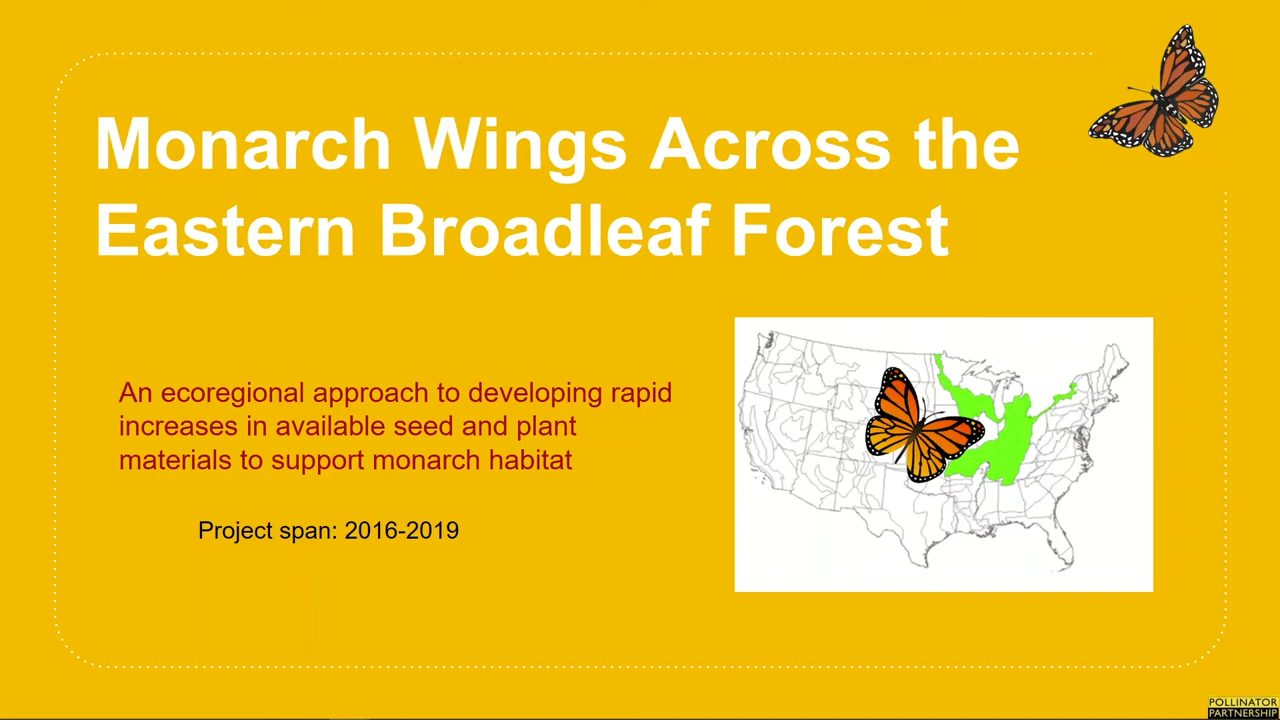 Monarch Wings Across the
Eastern Broadleaf Forest
An ecoregional approach to developing rapid
increases in available seed and plant
materials to support monarch habitat
Project span: 2016-2019
POLLINATOR
PARTNERSHIP